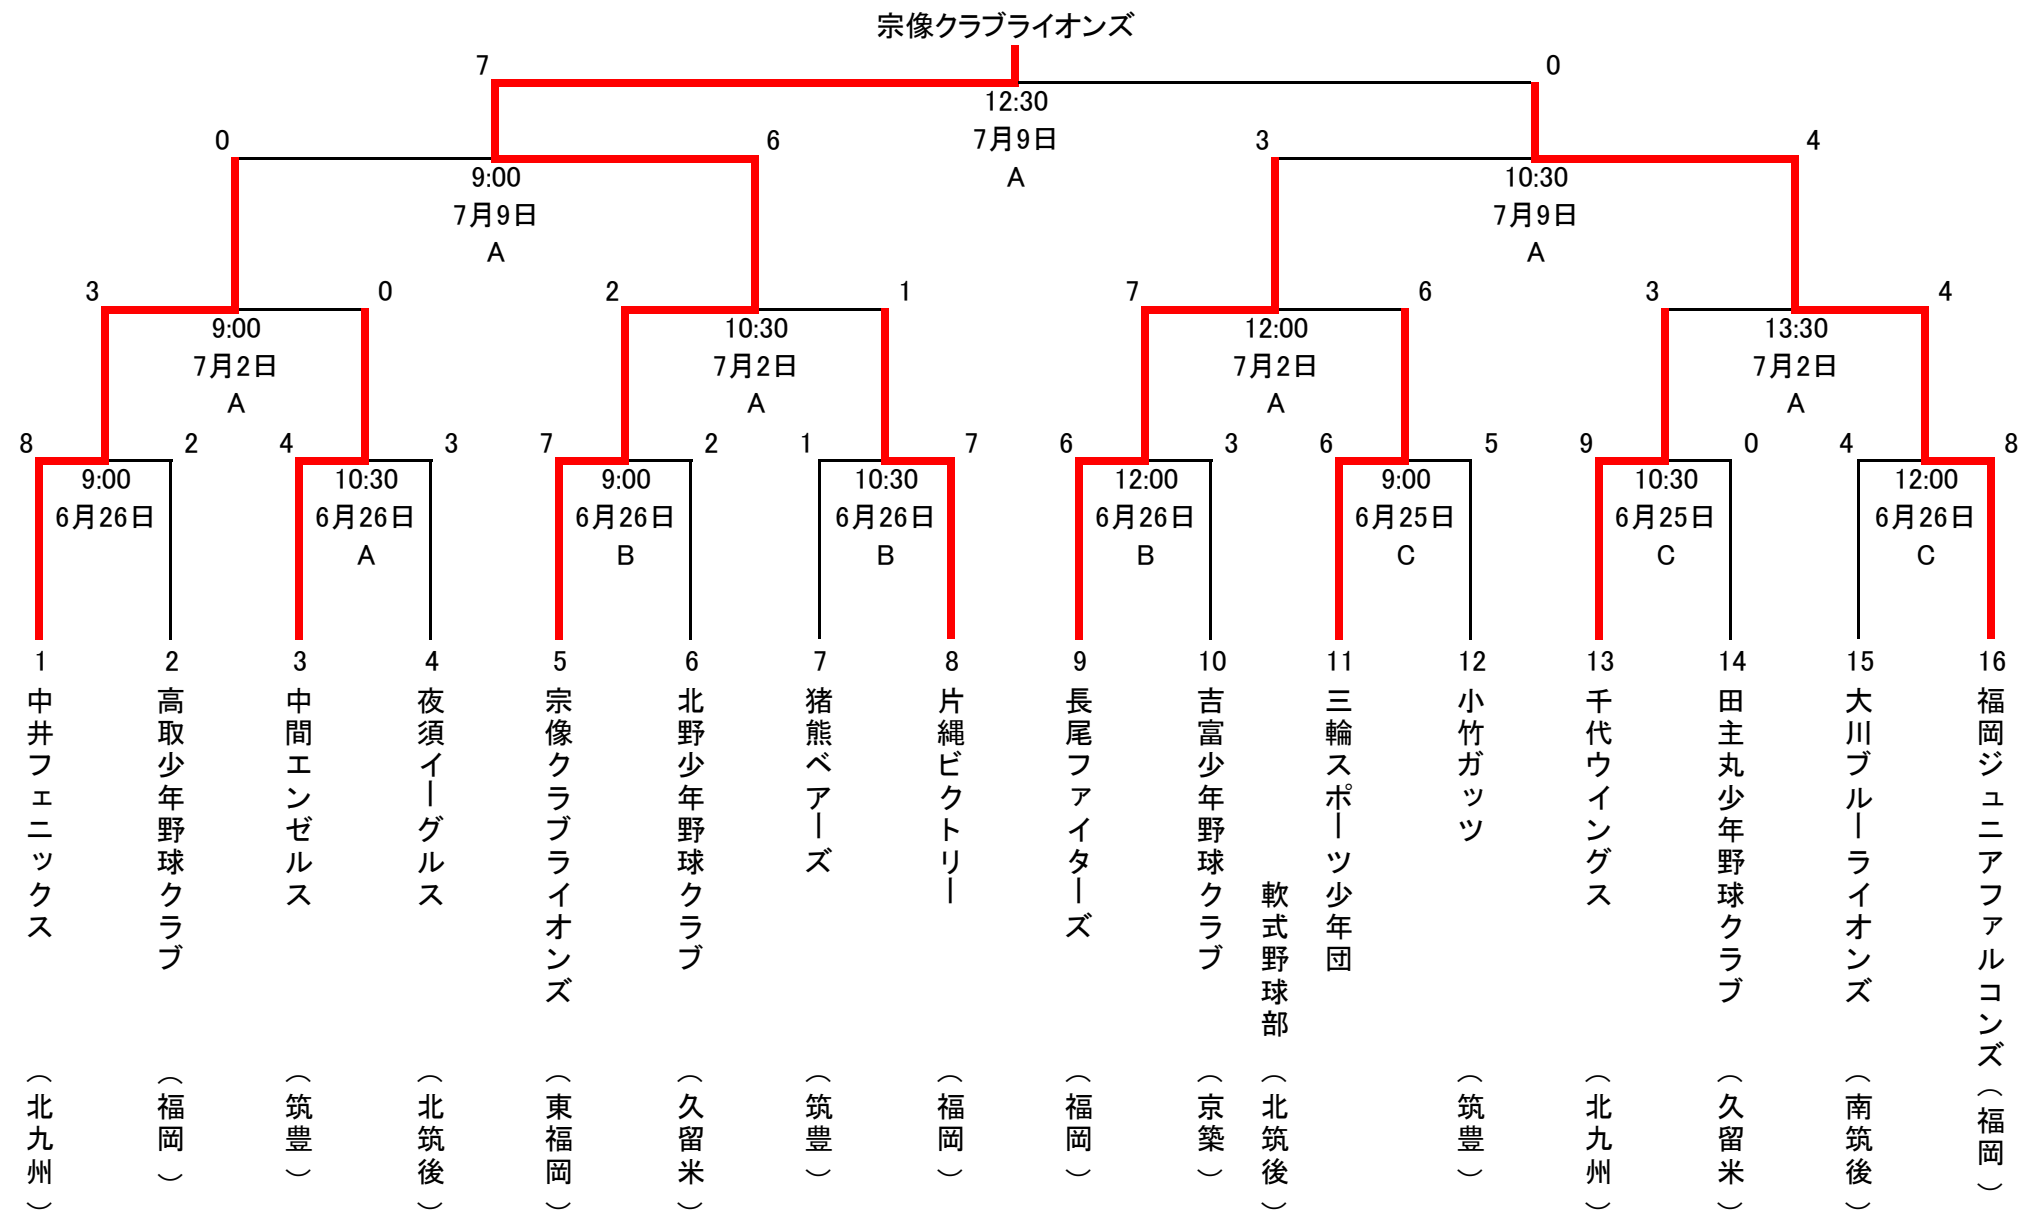 宗像クラブライオンズ
7 0
12:30
7月9日
A
0 6 3 4
9:00 10:30
7月9日 7月9日
A A
3 0 2 1 7 6 3 4
9:00 10:30 12:00 13:30
7月2日 7月2日 7月2日 7月2日
A A A A
8 2 4 3 7 2 1 7 6 3 6 5 9 0 4 8
9:00 10:30 9:00 10:30 12:00 9:00 10:30 12:00
6月26日 6月26日 6月26日 6月26日 6月26日 6月25日 6月25日 6月26日
A B B B C C C
1 2 3 4 5 6 7 8 9 10 11 12 13 14 15 16
中井フェニックス
(北九州)
高取少年野球クラブ
(福岡)
中間エンゼルス
(筑豊)
夜須イーグルス
(北筑後)
宗像クラブライオンズ
(東福岡)
北野少年野球クラブ
(久留米)
猪熊ベアーズ
(筑豊)
片縄ビクトリー
(福岡)
長尾ファイターズ
(福岡)
吉富少年野球クラブ
(京築)
三輪スポーツ少年団
軟式野球部
(北筑後)
小竹ガッツ
(筑豊)
千代ウイングス
(北九州)
田主丸少年野球クラブ
(久留米)
大川ブルーライオンズ
(南筑後)
福岡ジュニアファルコンズ(福岡)